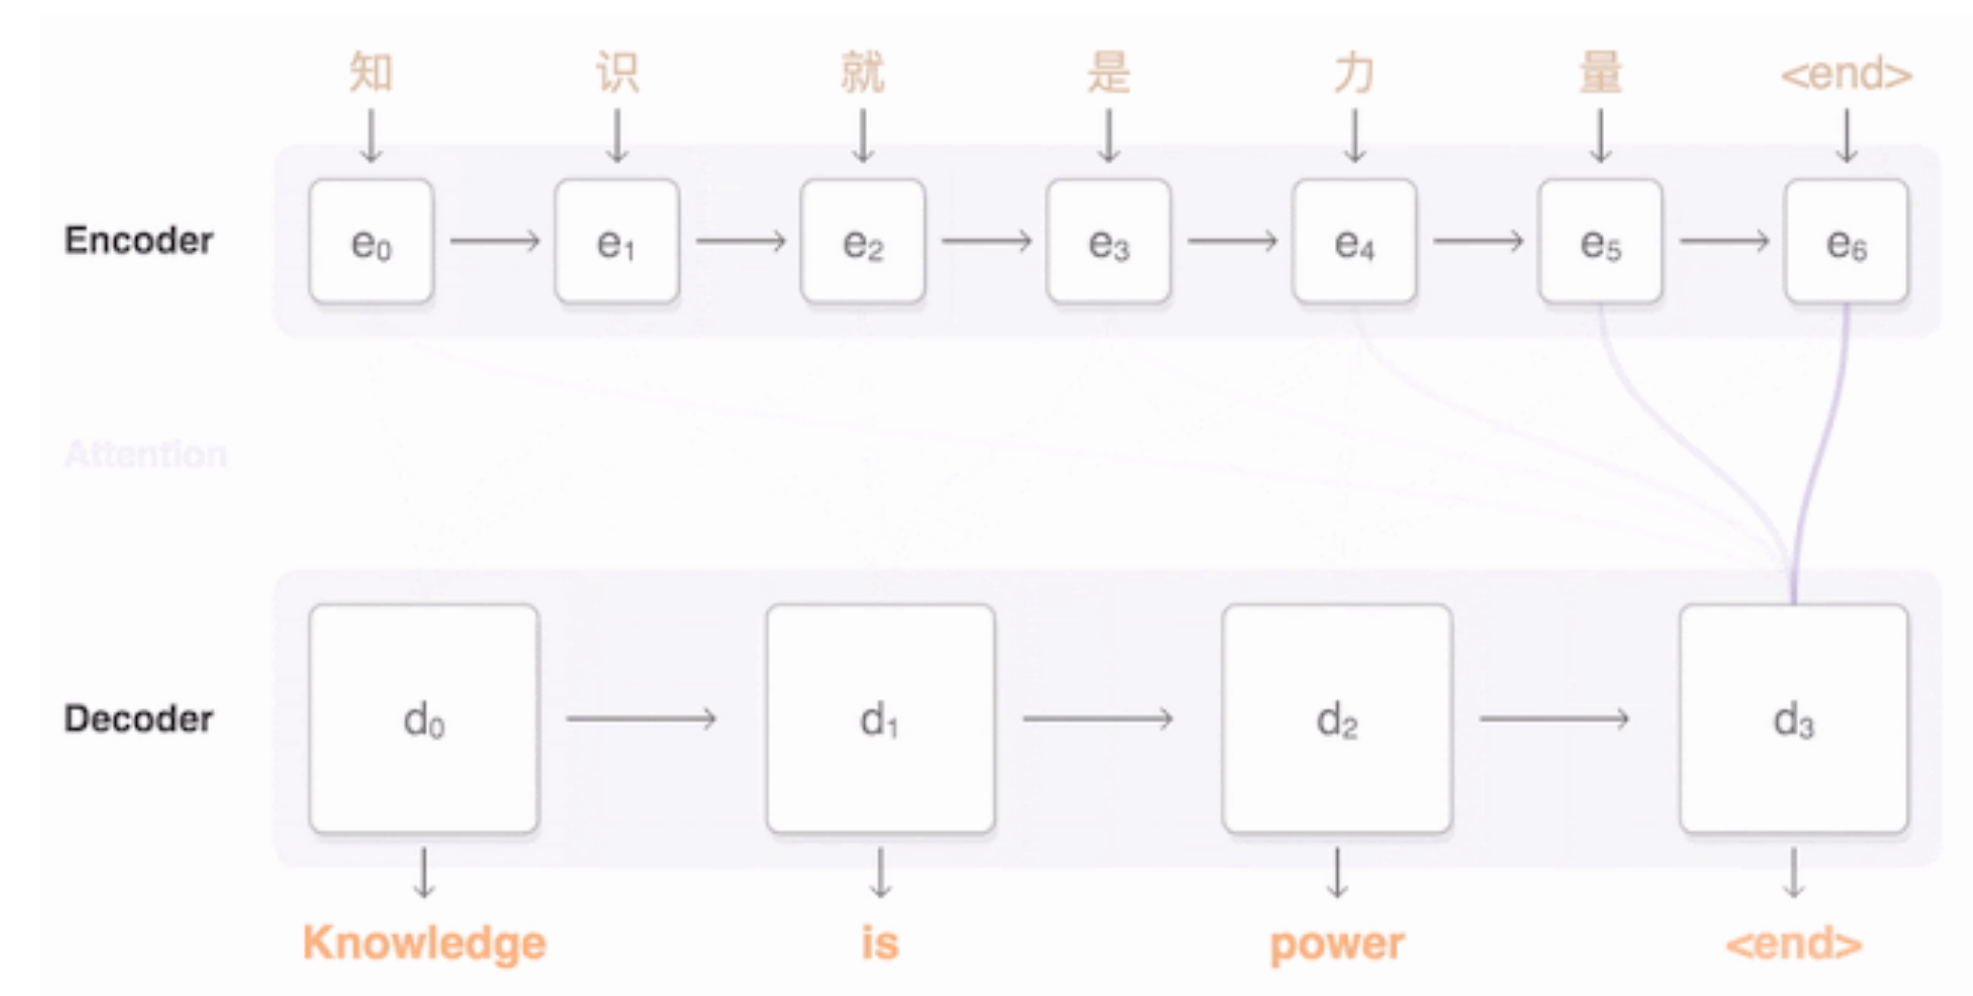 知 识 就 是 力 量 <end>
Encoder e0 e1 e2 e3 e4 e5 e6
Attention
Decoder d0 d1 d2 d3
Knowledge is power <end>